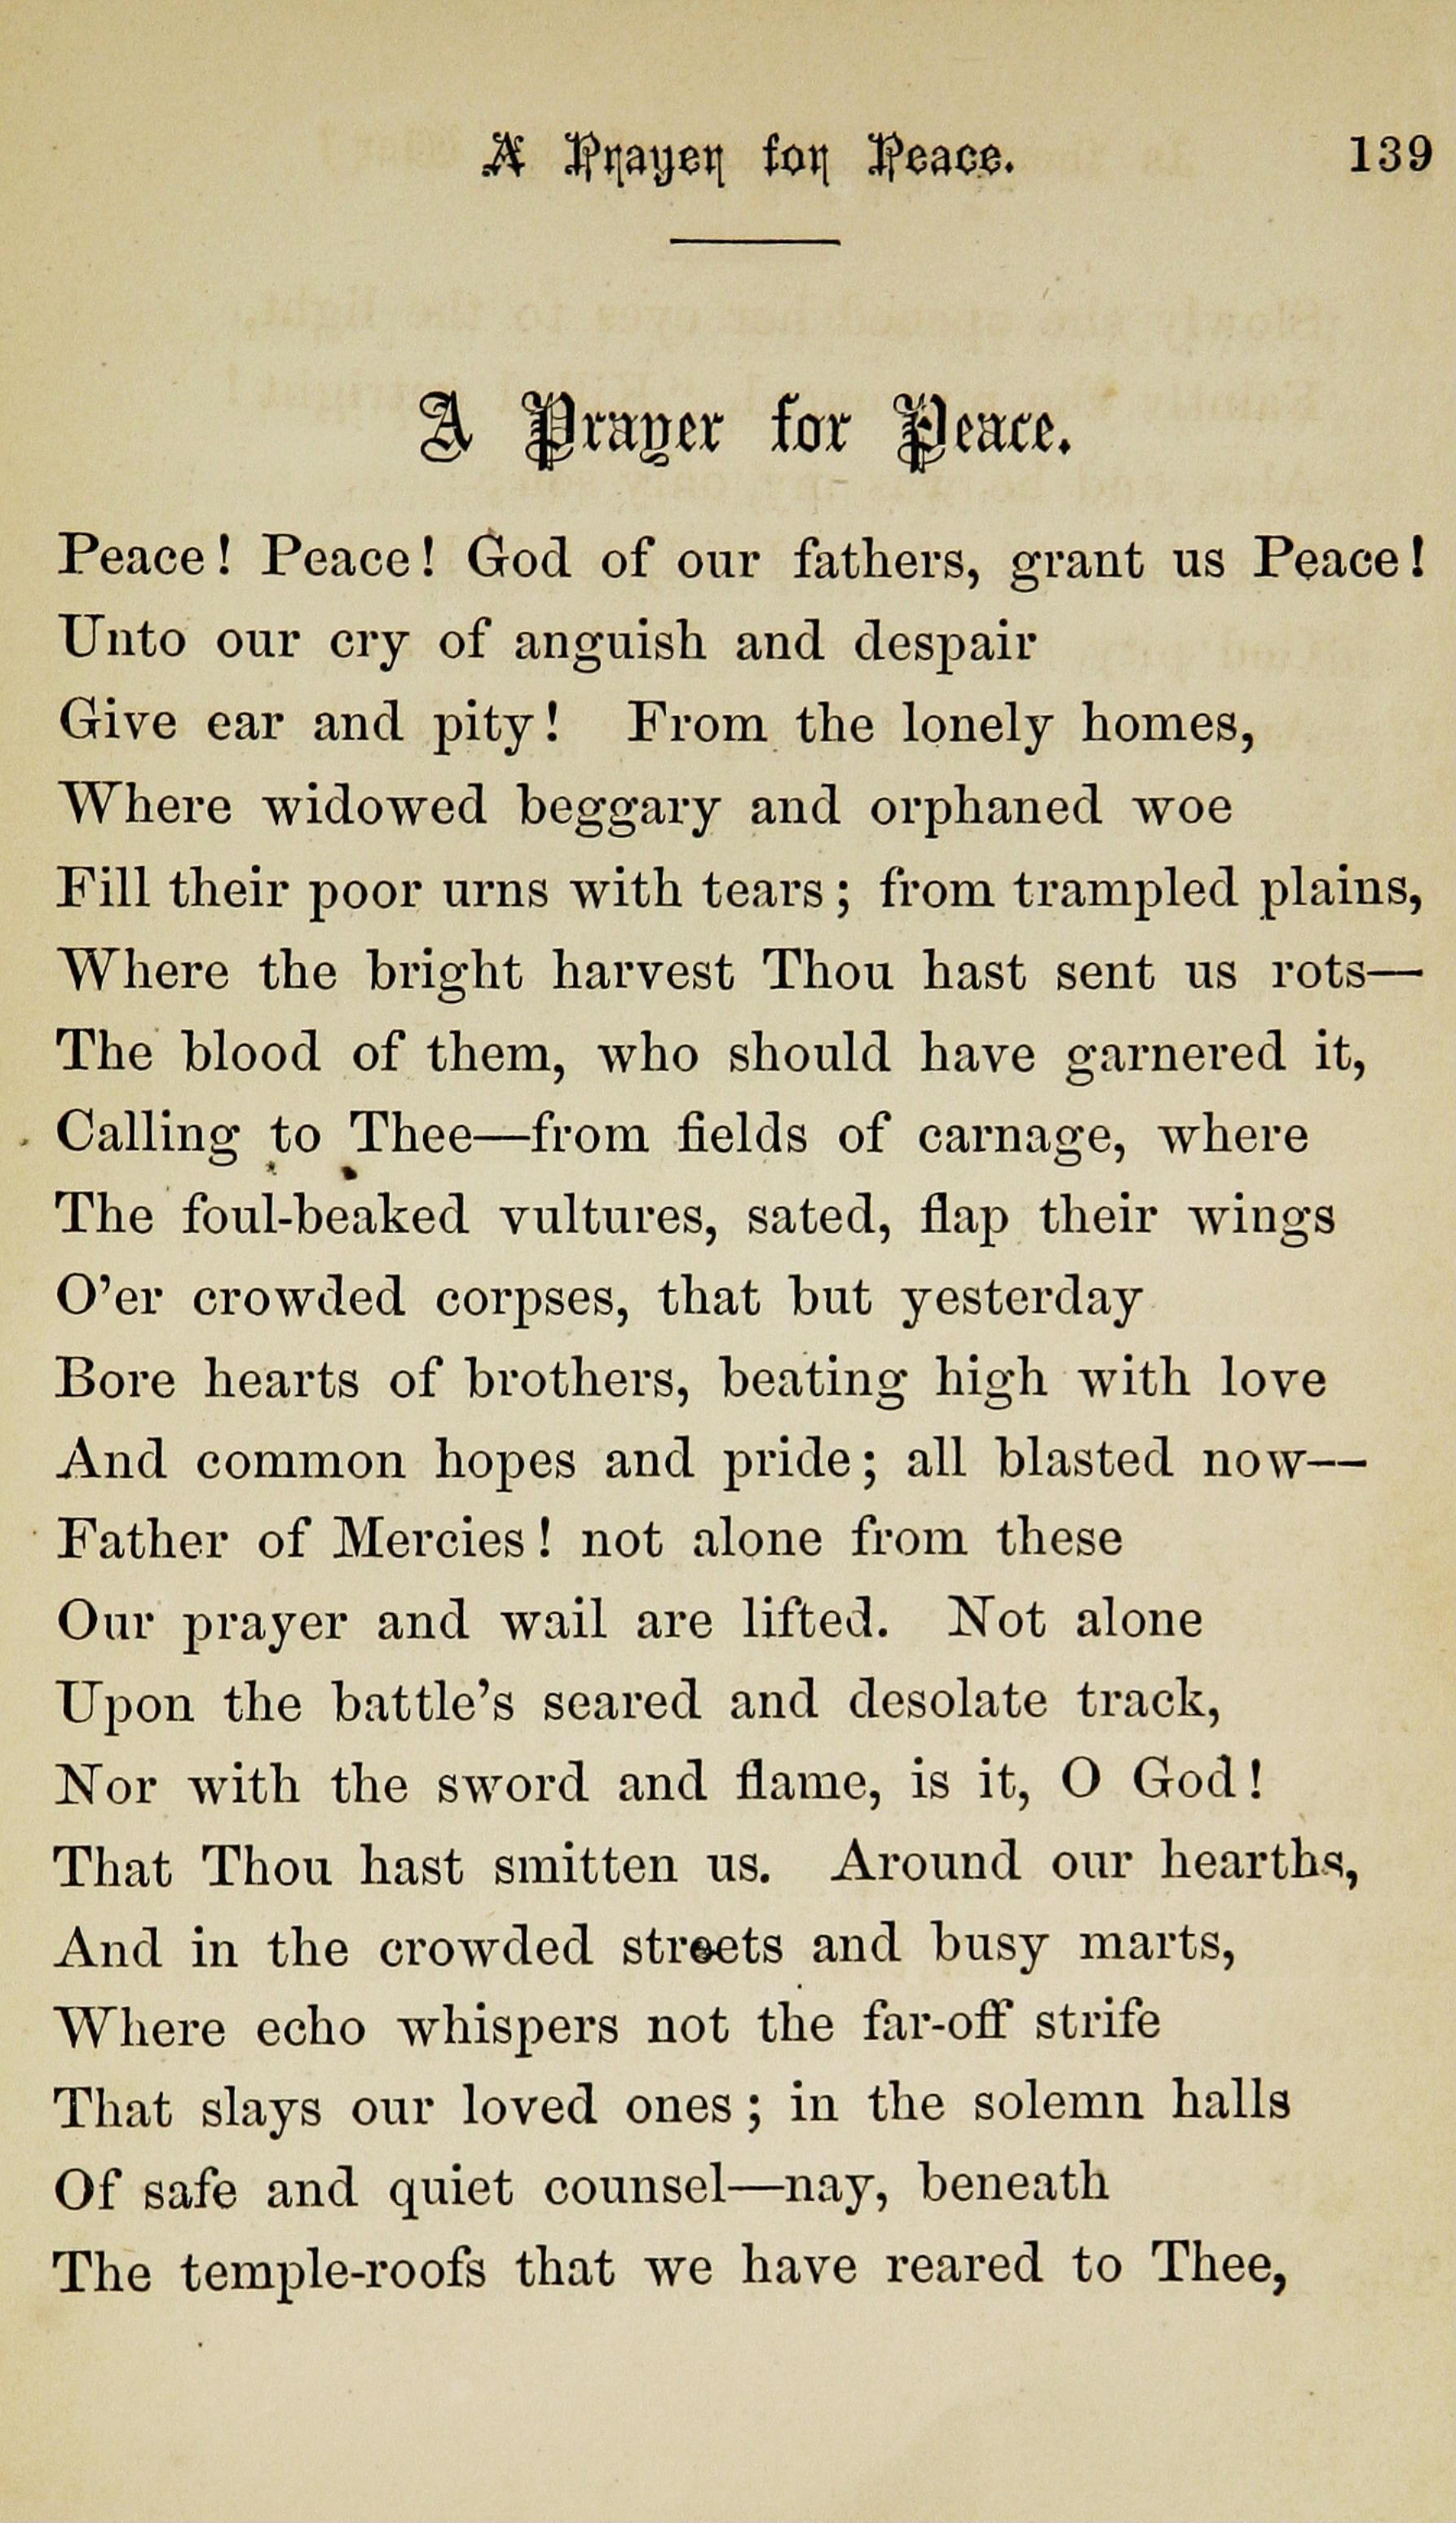 A Prayer for Peace. 139
A Prayer for Peace.
Peace! Peace! God of our fathers, grant us Peace!
Unto our cry of anguish and despair
Give ear and pity! From the lonely homes,
Where widowed beggary and orphaned woe
Fill their poor urns with tears; from trampled plains,
Where the bright harvest Thou hast sent us rots—
The blood of them, who should have garnered it,
Calling to Thee—from fields of carnage, where
The foul-beaked vultures, sated, flap their wings
O'er crowded corpses, that but yesterday
Bore hearts of brothers, beating high with love
And common hopes and pride; all blasted now—
Father of Mercies! not alone from these
Our prayer and wail are lifted. Not alone
Upon the battle's seared and desolate track,
Nor with the sword and flame, is it, O God!
That Thou hast smitten us. Around our hearths,
And in the crowded streets and busy marts,
Where echo whispers not the far-off strife
That slays our loved ones; in the solemn halls
Of safe and quiet counsel—nay, beneath
The temple-roofs that we have reared to Thee,